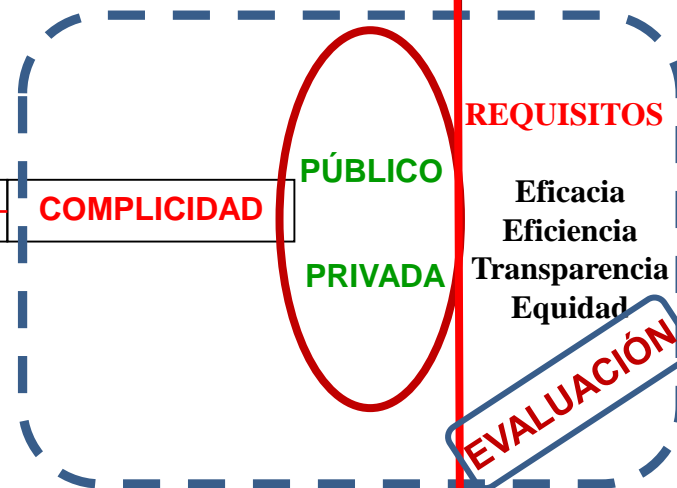 COMPLICIDAD
PÚBLICO
PRIVADA
REQUISITOS
Eficacia
Eficiencia
Transparencia
Equidad
EVALUACIÓN